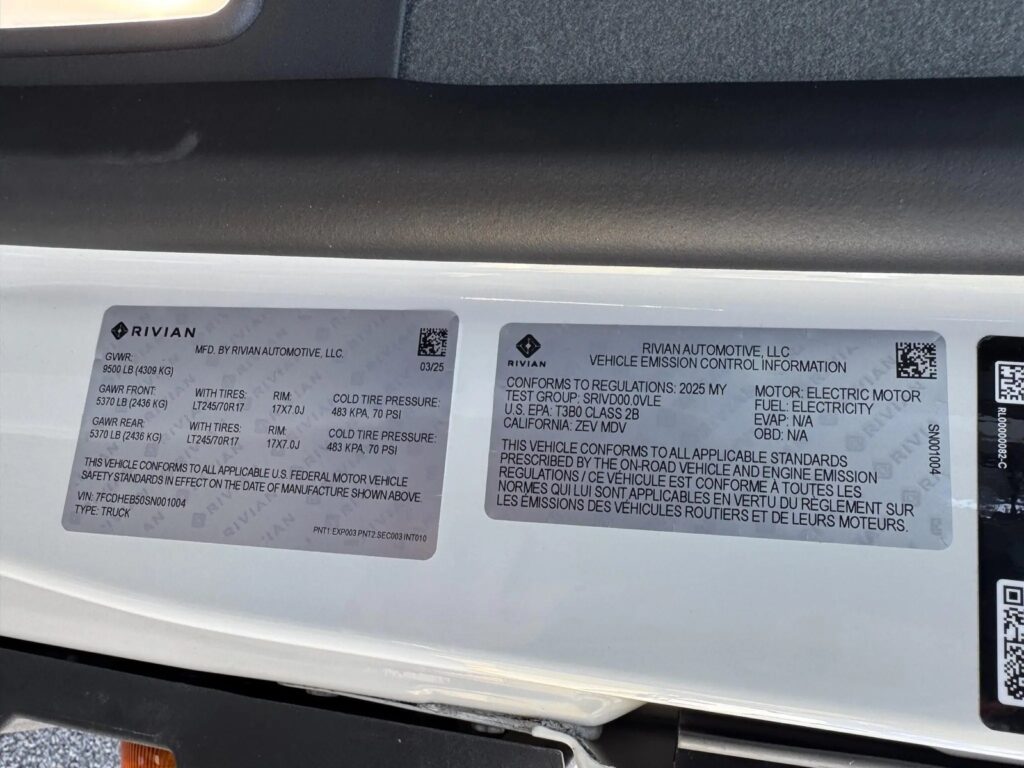 RIVIAN
MFD. BY RIVIAN AUTOMOTIVE, LLC.
03/25
GVWR:
9500 LB (4309 KG)
GAWR FRONT: WITH TIRES: RIM: COLD TIRE PRESSURE:
5370 LB (2436 KG) LT245/70R17 17X7.0J 483 KPA, 70 PSI
GAWR REAR: WITH TIRES: RIM: COLD TIRE PRESSURE:
5370 LB (2436 KG) LT245/70R17 17X7.0J 483 KPA, 70 PSI
THIS VEHICLE CONFORMS TO ALL APPLICABLE U.S. FEDERAL MOTOR VEHICLE
SAFETY STANDARDS IN EFFECT ON THE DATE OF MANUFACTURE SHOWN ABOVE.
VIN: 7FCDHEB50SN001004
TYPE: TRUCK
PNT1:EXP003 PNT2:SEC003 INT010
RIVIAN
RIVIAN AUTOMOTIVE, LLC
VEHICLE EMISSION CONTROL INFORMATION
CONFORMS TO REGULATIONS: 2025 MY
TEST GROUP: SRIVD00.0VLE
U.S. EPA: T3B0 CLASS 2B
CALIFORNIA: ZEV MDV
MOTOR: ELECTRIC MOTOR
FUEL: ELECTRICITY
EVAP: N/A
OBD: N/A
THIS VEHICLE CONFORMS TO ALL APPLICABLE STANDARDS
PRESCRIBED BY THE ON-ROAD VEHICLE AND ENGINE EMISSION
REGULATIONS / CE VÉHICULE EST CONFORME À TOUTES LES
NORMES QUI LUI SONT APPLICABLES EN VERTU DU RÈGLEMENT SUR
LES ÉMISSIONS DES VÉHICULES ROUTIERS ET DE LEURS MOTEURS.
SN001004
RL00000082-C